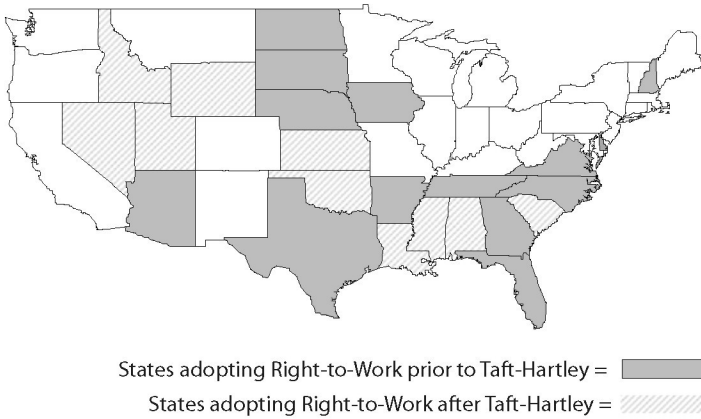 States adopting Right-to-Work prior to Taft-Hartley =
States adopting Right-to-Work after Taft-Hartley =